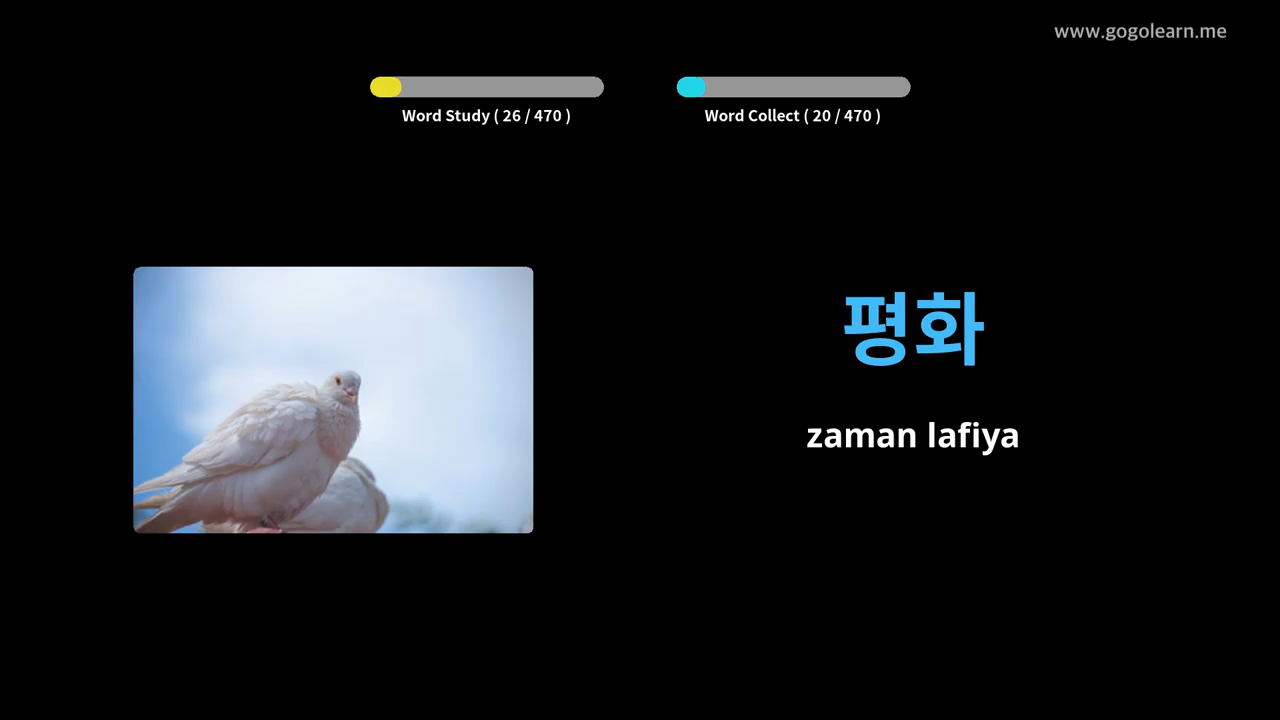 www.gogolearn.me
Word Study ( 26 / 470 )
Word Collect ( 20 / 470 )
평화
zaman lafiya